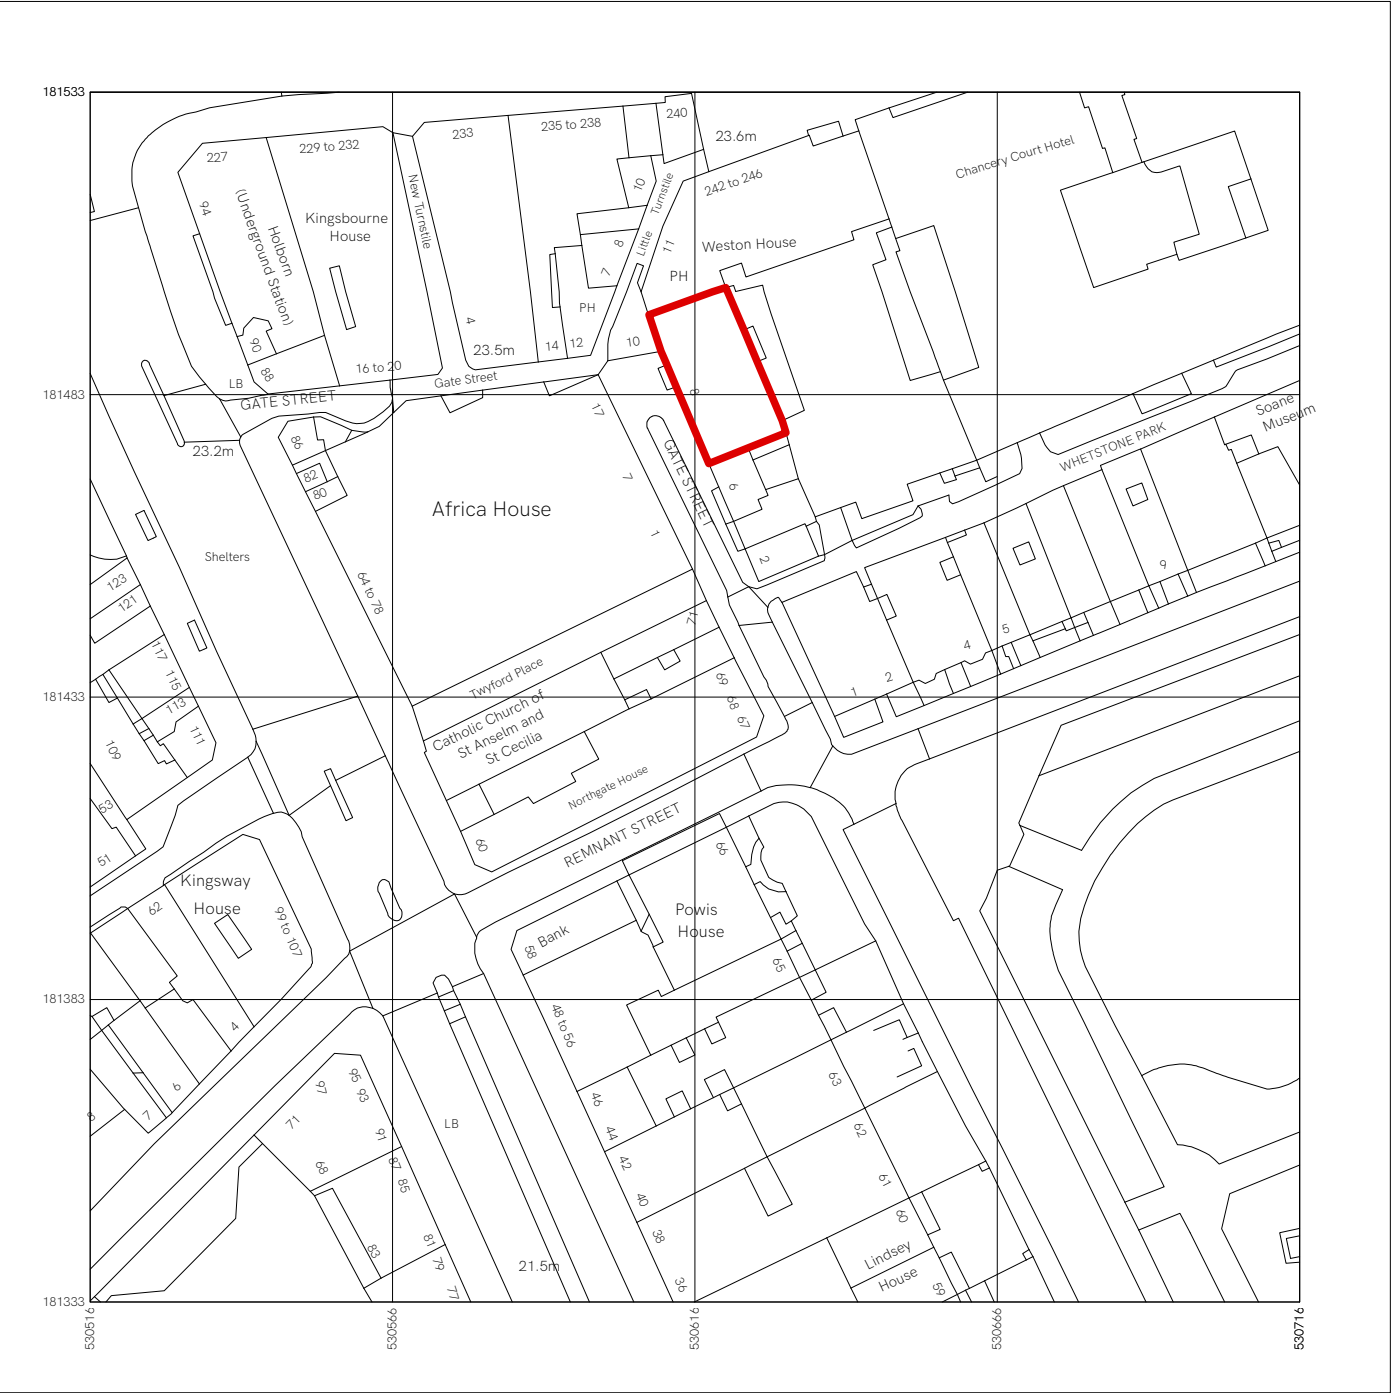 181533
240
233
235 to 238
23.6m
229 to 232
227
Chancery Court Hotel
10
242 to 246
New Turnstile
Little Turnstile
94
Holborn
(Underground Station)
Kingsbourne
House
8
11
Weston House
7
PH
PH
4
90
14
12
10
23.5m
88
16 to 20
LB
Gate Street
GATE STREET
181483
8
17
Soane
Museum
86
23.2m
WHETSTONE PARK
GATE STREET
82
80
7
6
Africa House
1
Shelters
2
123
121
64 to 78
9
71
5
4
117
115
113
111
Twyford Place
69
68
67
2
1
181433
Catholic Church of
St Anselm and
St Cecilia
109
Northgate House
53
REMNANT STREET
60
66
51
Kingsway
House
62
99 to 107
Powis
House
Bank
58
65
181383
48 to 56
4
95
93
97
63
6
46
7
8
71
91
LB
44
62
42
68
87
85
61
40
60
38
81
83
79
77
Lindsey
House
21.5m
36
59
181333
530516
530566
530616
530666
530716